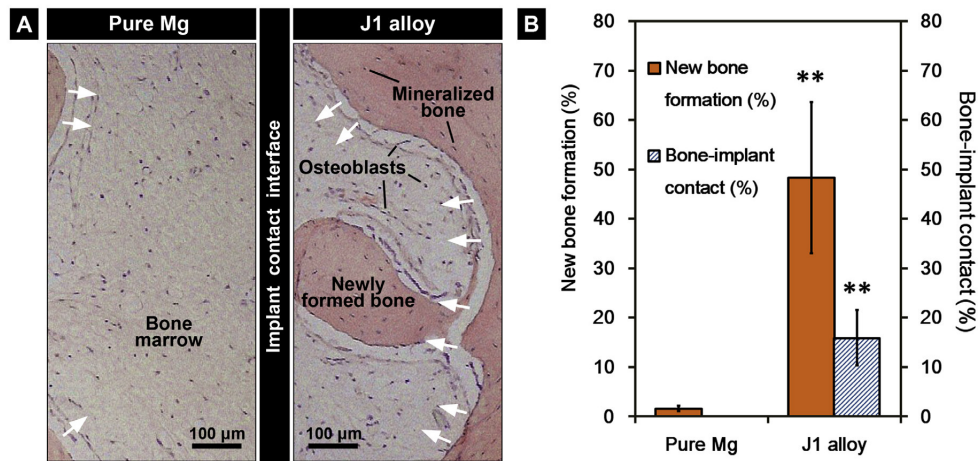 A
Pure Mg
Bone
marrow
100 µm
Implant contact interface
J1 alloy
Mineralized
bone
Osteoblasts
Newly
formed bone
100 µm
B
New bone formation (%)
80
70
60
50
40
30
20
10
0
New bone
formation (%)
Bone-implant
contact (%)
**
**
Pure Mg
J1 alloy
80
70
60
50
40
30
20
10
0
Bone-implant
contact (%)